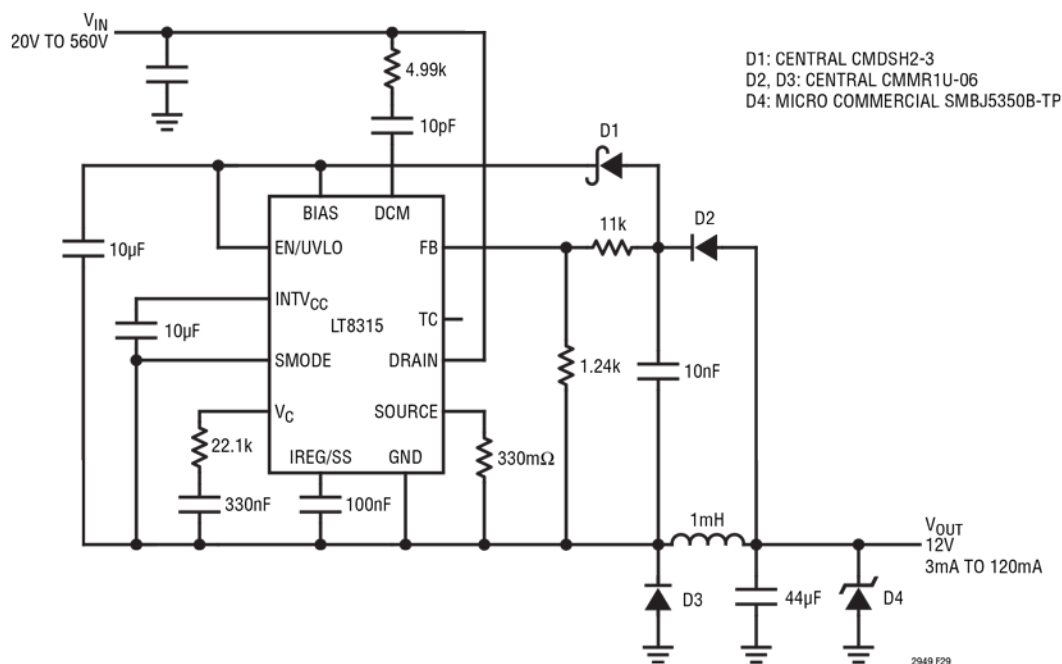 VIN
20V TO 560V
4.99k
10pF
D1: CENTRAL CMDSH2-3
D2, D3: CENTRAL CMMR1U-06
D4: MICRO COMMERCIAL SMBJ5350B-TP
D1
BIAS
DCM
11k
D2
10µF
EN/UVLO
FB
INTVCC
10µF
LT8315
TC
SMODE
DRAIN
1.24k
10nF
VC
SOURCE
22.1k
IREG/SS
GND
330mΩ
330nF
100nF
1mH
VOUT
12V
3mA TO 120mA
D3
44µF
D4
2949 F29